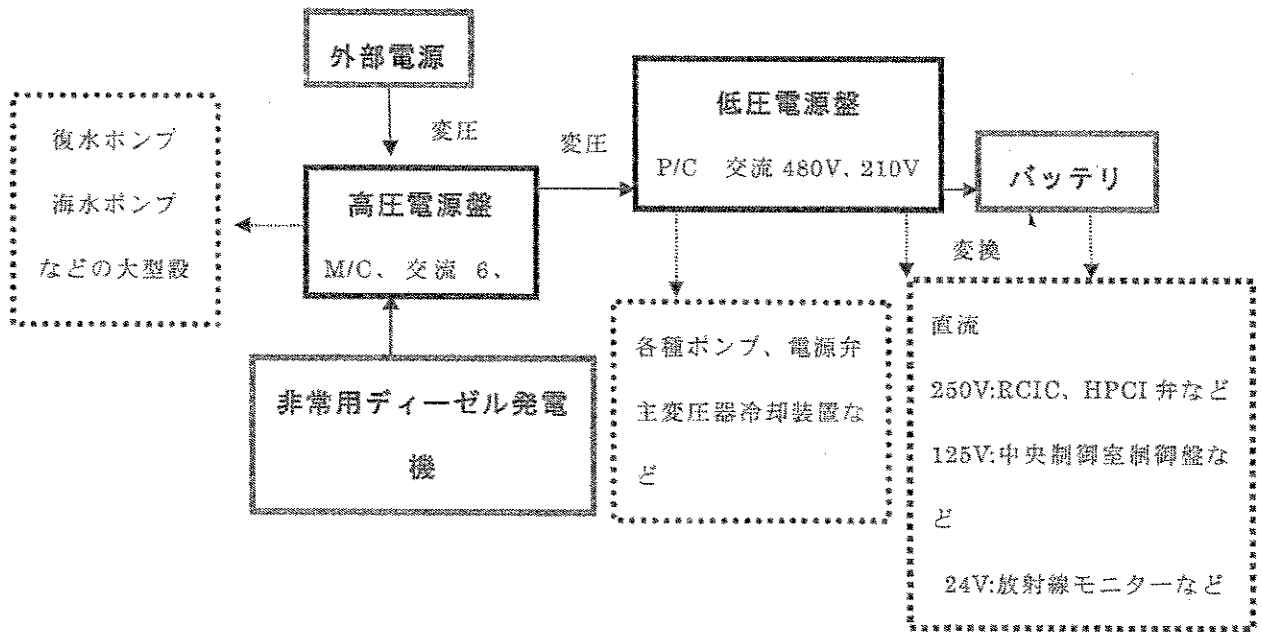 外部電源
変圧
復水ポンプ
海水ポンプ
などの大型設
高圧電源盤
M/C、交流 6、
非常用ディーゼル発電
機
変圧
低圧電源盤
P/C 交流 480V、210V
各種ポンプ、電源弁
主変圧器冷却装置な
ど
バッテリ
変換
直流
250V:RCIC、HPCI 弁など
125V:中央制御室制御盤な
ど
24V:放射線モニターなど